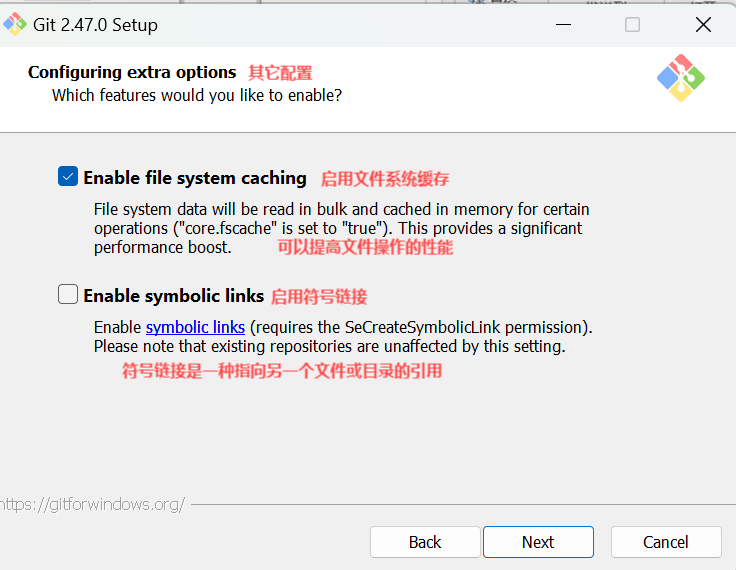 Git 2.47.0 Setup
Configuring extra options 其它配置
Which features would you like to enable?
Enable file system caching 启用文件系统缓存
File system data will be read in bulk and cached in memory for certain
operations ("core.fscache" is set to "true"). This provides a significant
performance boost. 可以提高文件操作的性能
Enable symbolic links 启用符号链接
Enable symbolic links (requires the SeCreateSymbolicLink permission).
Please note that existing repositories are unaffected by this setting.
符号链接是一种指向另一个文件或目录的引用
https://gitforwindows.org/
Back Next Cancel